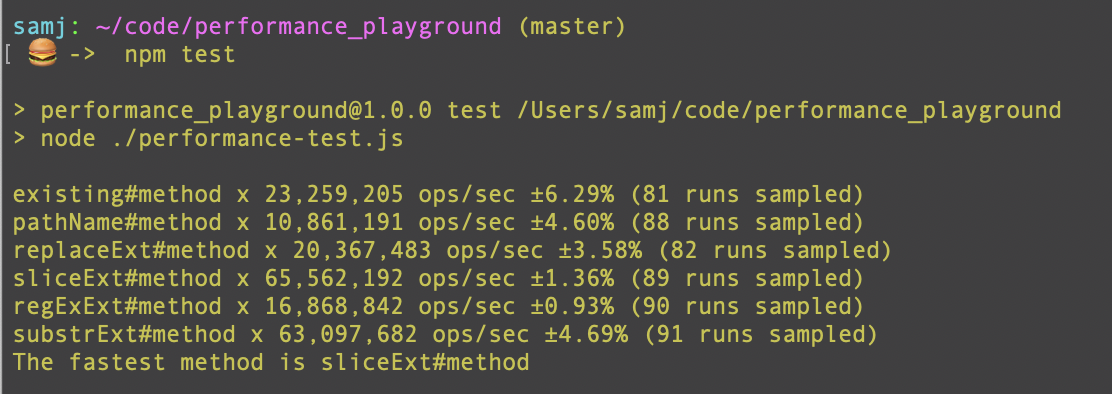 samj: ~/code/performance_playground (master)
[ 🍔 -> npm test
> performance_playground@1.0.0 test /Users/samj/code/performance_playground
> node ./performance-test.js
existing#method x 23,259,205 ops/sec ±6.29% (81 runs sampled)
pathName#method x 10,861,191 ops/sec ±4.60% (88 runs sampled)
replaceExt#method x 20,367,483 ops/sec ±3.58% (82 runs sampled)
sliceExt#method x 65,562,192 ops/sec ±1.36% (89 runs sampled)
regExExt#method x 16,868,842 ops/sec ±0.93% (90 runs sampled)
substrExt#method x 63,097,682 ops/sec ±4.69% (91 runs sampled)
The fastest method is sliceExt#method